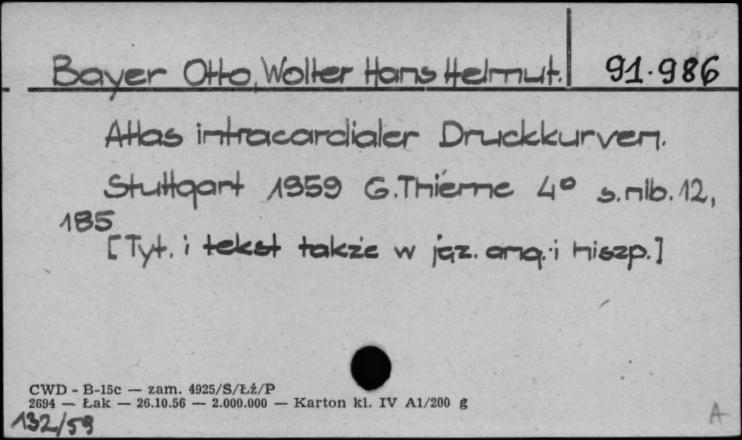 Bayer Otto, Wolter Hans Helmut. 91.986
Atlas intracardialer Druckkurven.
Stuttgart 1959 G. Thieme 4° s. nlb. 12,
185
[Tyt. i tekst także w jęz. ang. i hiszp.]
CWD - B-15c — zam. 4925/S/Łż/P
2694 — Łak — 26.10.56 — 2.000.000 — Karton kl. IV A1/200 g
132/59
A